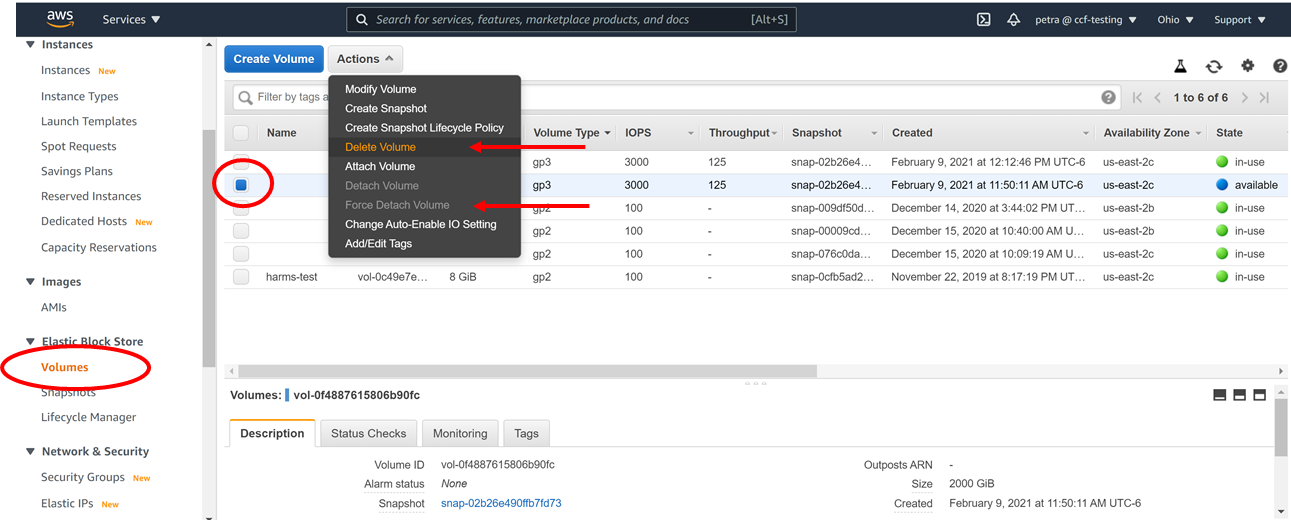 aws Services Search for services, features, marketplace products, and docs [Alt+S] petra @ ccf-testing Ohio Support
Instances
Instances New
Instance Types
Launch Templates
Spot Requests
Savings Plans
Reserved Instances
Dedicated Hosts New
Capacity Reservations
Images
AMIs
Elastic Block Store
Volumes
Snapshots
Lifecycle Manager
Network & Security
Security Groups New
Elastic IPs New
Create Volume Actions
Modify Volume
Create Snapshot
Create Snapshot Lifecycle Policy
Delete Volume
Attach Volume
Detach Volume
Force Detach Volume
Change Auto-Enable IO Setting
Add/Edit Tags
Filter by tags a 1 to 6 of 6
Name Volume Type IOPS Throughput Snapshot Created Availability Zone State
gp3 3000 125 snap-02b26e4... February 9, 2021 at 12:12:46 PM UTC-6 us-east-2c in-use
gp3 3000 125 snap-02b26e4... February 9, 2021 at 11:50:11 AM UTC-6 us-east-2c available
gp2 100 - snap-009df50d... December 14, 2020 at 3:44:02 PM UT... us-east-2b in-use
gp2 100 - snap-00009cd... December 15, 2020 at 10:40:00 AM U... us-east-2b in-use
gp2 100 - snap-076c0da... December 15, 2020 at 10:09:19 AM U... us-east-2c in-use
harms-test vol-0c49e7e... 8 GiB gp2 100 - snap-0cfb5ad2... November 22, 2019 at 8:17:19 PM UT... us-east-2c in-use
Volumes: vol-0f4887615806b90fc
Description Status Checks Monitoring Tags
Volume ID vol-0f4887615806b90fc Outposts ARN -
Alarm status None Size 2000 GiB
Snapshot snap-02b26e490ffb7fd73 Created February 9, 2021 at 11:50:11 AM UTC-6